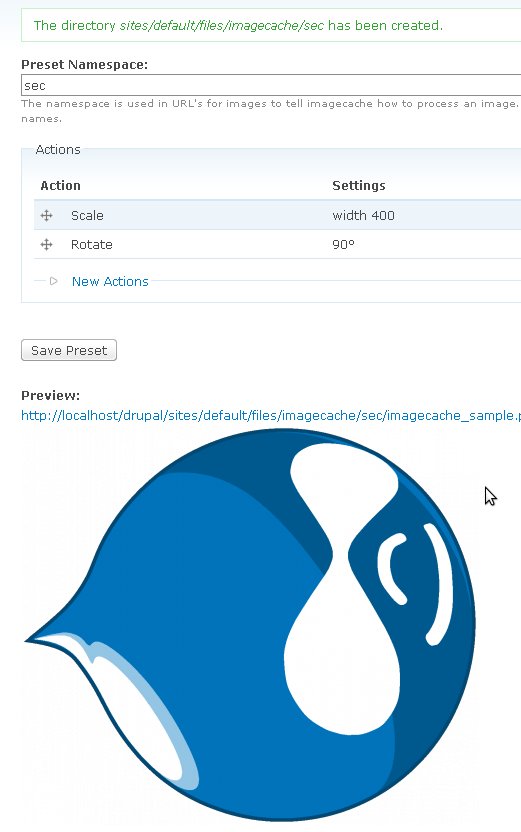 The directory sites/default/files/imagecache/sec has been created.
Preset Namespace:
sec
The namespace is used in URL's for images to tell imagecache how to process an image.
names.
Actions
Action Settings
Scale width 400
Rotate 90°
New Actions
Save Preset
Preview:
http://localhost/drupal/sites/default/files/imagecache/sec/imagecache_sample.p